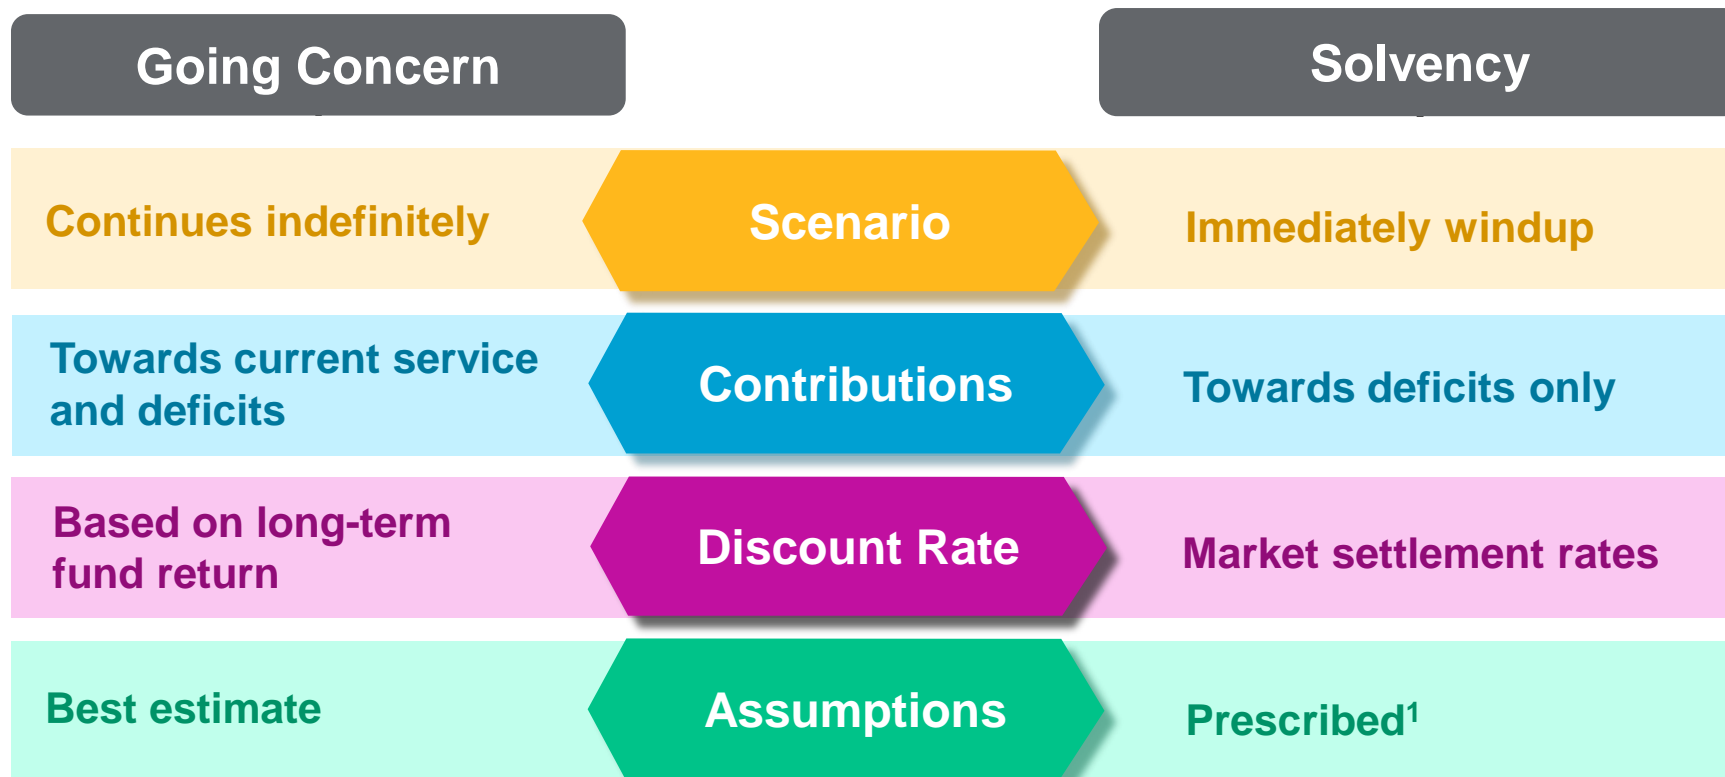 Going Concern
Solvency
Continues indefinitely
Scenario
Immediately windup
Towards current service
and deficits
Contributions
Towards deficits only
Based on long-term
fund return
Discount Rate
Market settlement rates
Best estimate
Assumptions
Prescribed¹